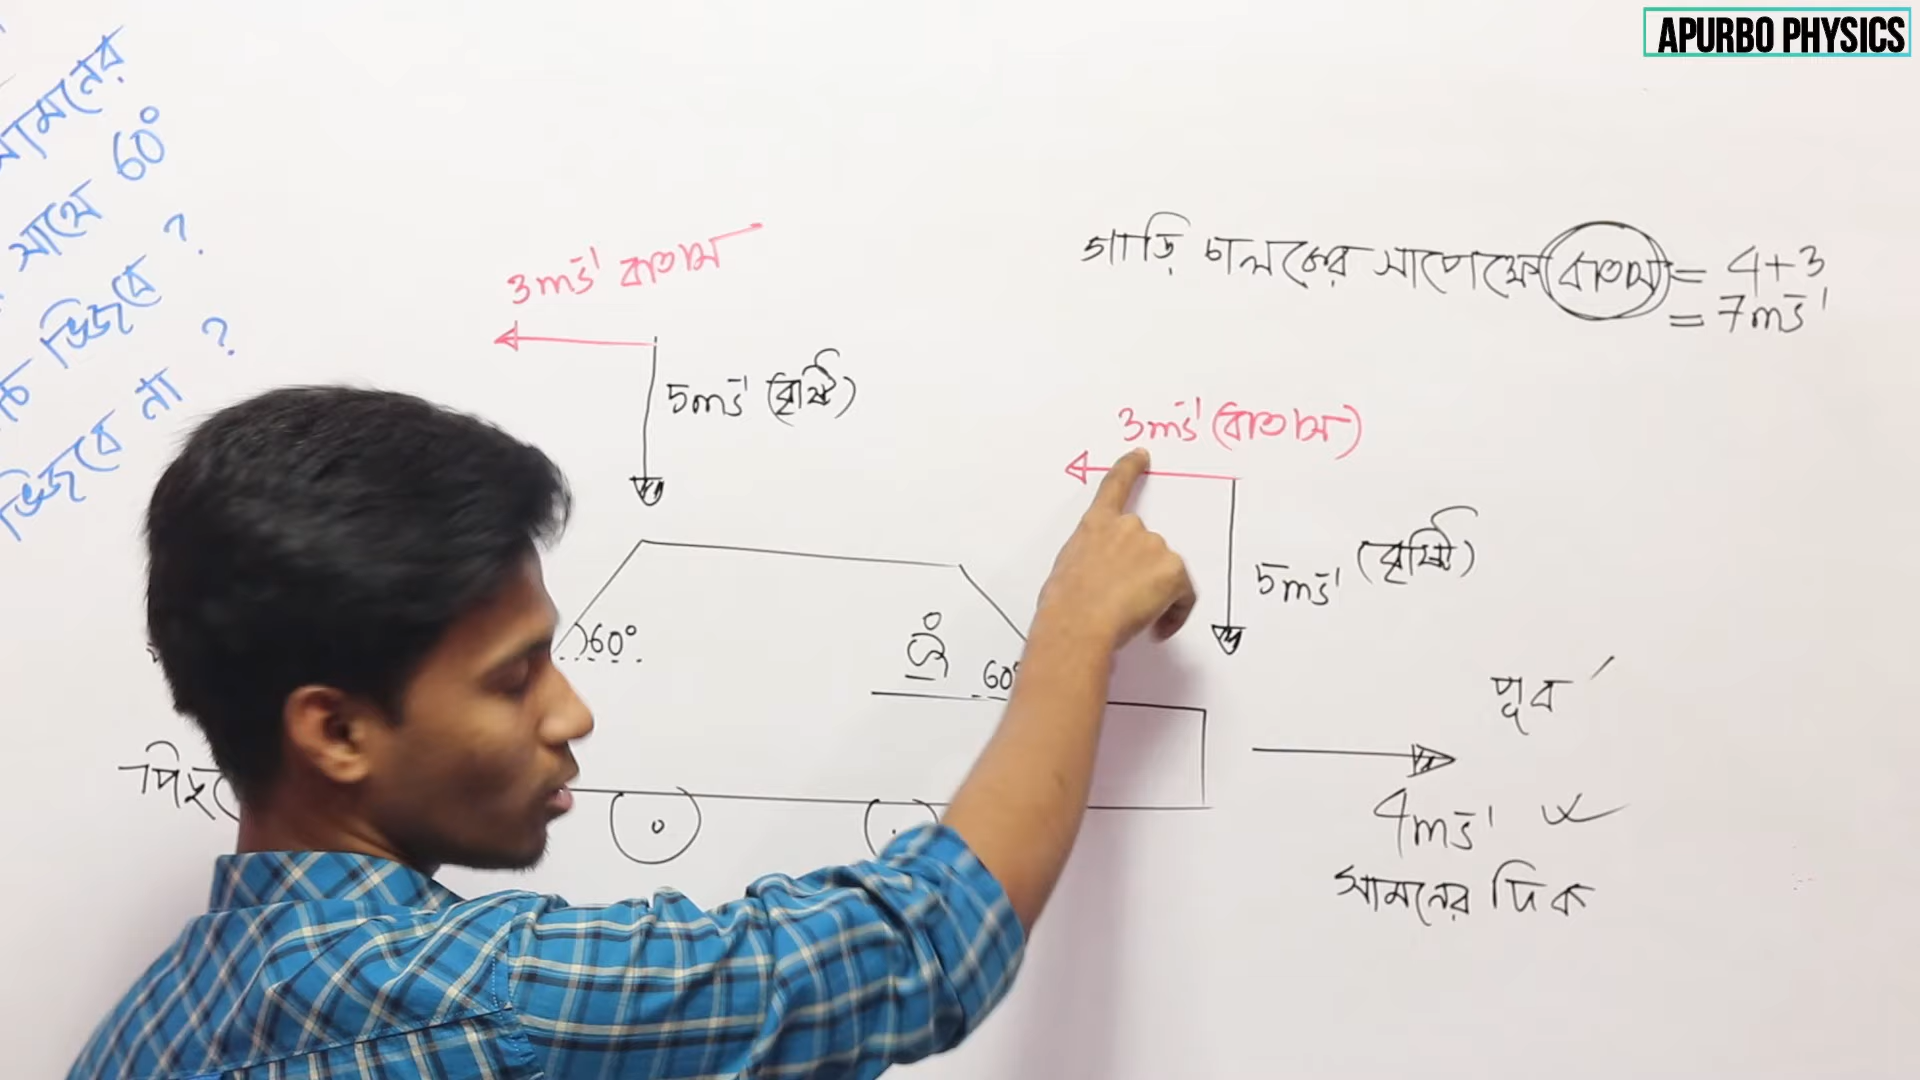 APURBO PHYSICS
সামনের
সাথে 60°
ভিজবে ?
ভিজবে না ?
3ms⁻¹ বাতাস
5ms⁻¹ (বৃষ্টি)
গাড়ি চালকের সাপেক্ষে বাতাস = 4+3
= 7ms⁻¹
3ms⁻¹ (বাতাস)
5ms⁻¹ (বৃষ্টি)
60°
60°
পূর্ব
4ms⁻¹
সামনের দিক